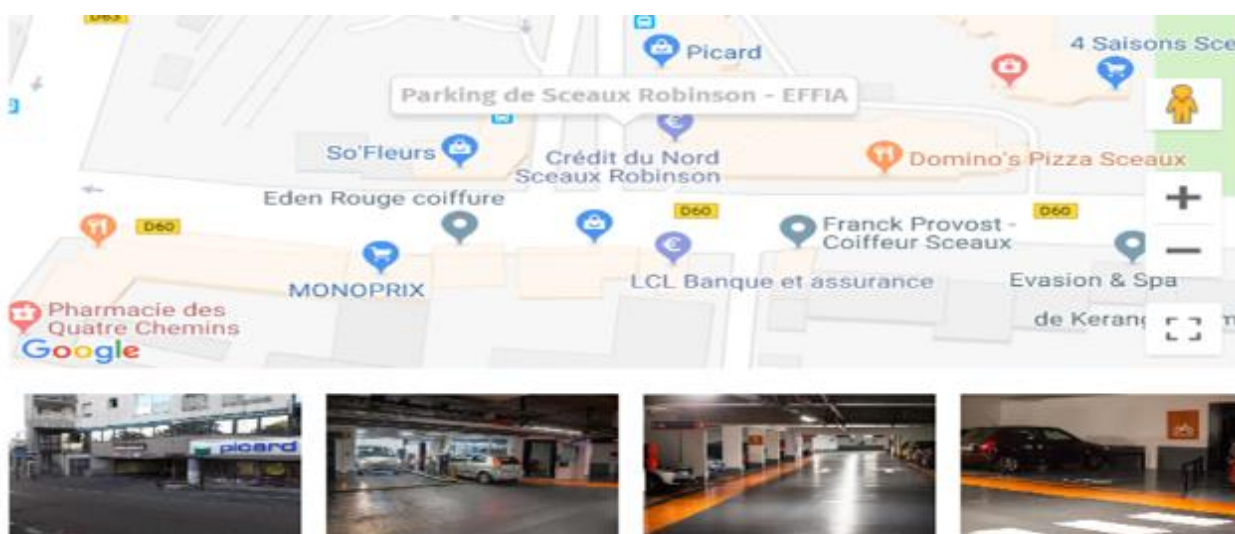 D63
Picard
4 Saisons Sce
Parking de Sceaux Robinson - EFFIA
So'Fleurs
Crédit du Nord
Sceaux Robinson
Domino's Pizza Sceaux
Eden Rouge coiffure
D60
D60
D60
Franck Provost -
Coiffeur Sceaux
MONOPRIX
LCL Banque et assurance
Evasion & Spa
Pharmacie des
Quatre Chemins
de Kerang
Google
picard